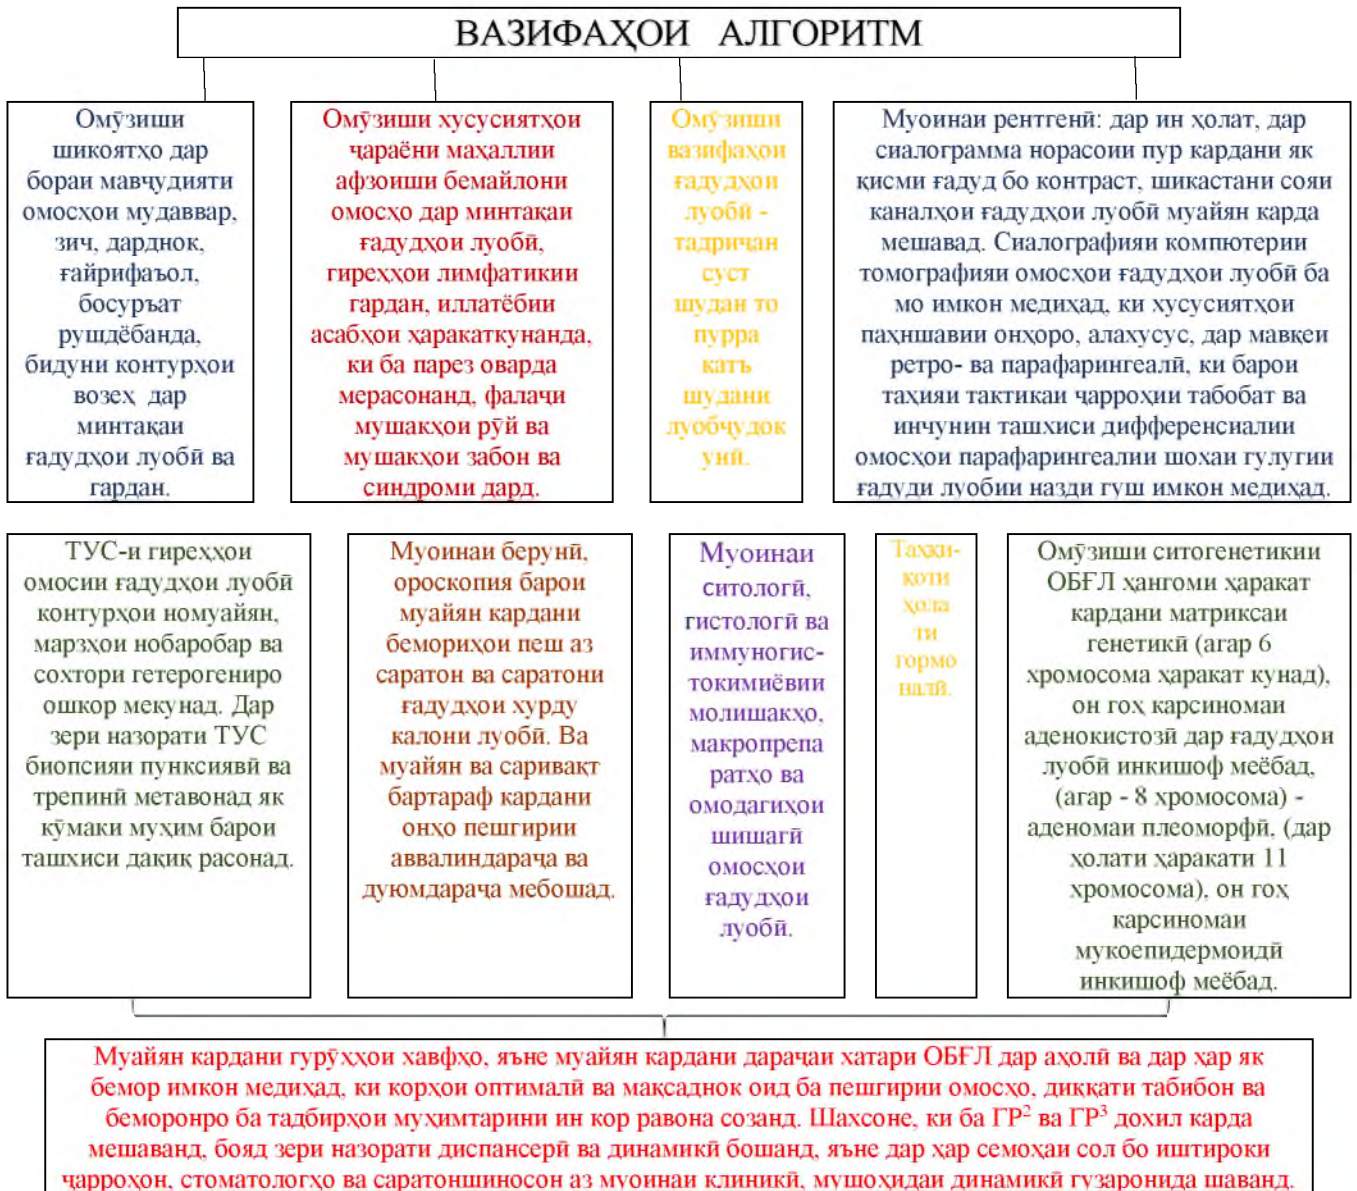 ВАЗИФАҲОИ АЛГОРИТМ
Омӯзиши
шикоятҳо дар
бораи мавҷудияти
омосҳои мудаввар,
зич, дарднок,
ғайрифаъол,
босуръат
рушдёбанда,
бидуни контурҳои
возеҳ дар
минтақаи
ғадудҳои луобӣ ва
гардан.
Омӯзиши хусусиятҳои
ҷараёни маҳаллии
афзоиши бемайлони
омосҳо дар минтақаи
ғадудҳои луобӣ,
гиреҳҳои лимфатикии
гардан, иллатёбии
асабҳои ҳаракаткунанда,
ки ба парез оварда
мерасонанд, фалаҷи
мушакҳои рӯй ва
мушакҳои забон ва
синдроми дард.
Омӯзиши
вазифаҳои
ғадудҳои
луобӣ -
тадриҷан
суст
шудан то
пурра
катъ
шудани
луобҷудок
унӣ.
Муоинаи рентгенӣ: дар ин ҳолат, дар
сиалограмма норасоии пур кардани як
қисми ғадуд бо контраст, шикастани сояи
каналҳои ғадудҳои луобӣ муайян карда
мешавад. Сиалографияи компютерии
томографияи омосҳои ғадудҳои луобӣ ба
мо имкон медиҳад, ки хусусиятҳои
паҳншавии онҳоро, алахусус, дар мавқеи
ретро- ва парафарингеалӣ, ки барои
таҳияи тактикаи ҷарроҳии табобат ва
инчунин ташхиси дифференсиалии
омосҳои парафарингеалии шохаи гулугии
ғадуди луобии назди гуш имкон медиҳад.
ТУС-и гиреҳҳои
омосии ғадудҳои луобӣ
контурҳои номуайян,
марзҳои нобаробар ва
сохтори гетерогениро
ошкор мекунад. Дар
зери назорати ТУС
биопсияи пунксиявӣ ва
трепинӣ метавонад як
кӯмаки муҳим барои
ташхиси дақиқ расонад.
Муоинаи берунӣ,
ороскопия барои
муайян кардани
бемориҳои пеш аз
саратон ва саратони
ғадудҳои хурду
калони луобӣ. Ва
муайян ва саривақт
бартараф кардани
онҳо пешгирии
аввалиндараҷа ва
дуюмдараҷа мебошад.
Муоинаи
ситологӣ,
гистологӣ ва
иммуногис-
токимиёвии
молишакҳо,
макропрепа
ратҳо ва
омодагиҳои
шишагӣ
омосҳои
ғадудҳои
луобӣ.
Таҳқи-
қоти
ҳола
ти
гормо
налӣ.
Омӯзиши ситогенетикии
ОБҒЛ ҳангоми ҳаракат
кардани матриксаи
генетикӣ (агар 6
хромосома ҳаракат кунад),
он гоҳ карсиномаи
аденокистозӣ дар ғадудҳои
луобӣ инкишоф меёбад,
(агар - 8 хромосома) -
аденомаи плеоморфӣ, (дар
ҳолати ҳаракати 11
хромосома), он гоҳ
карсиномаи
мукоепидермоидӣ
инкишоф меёбад.
Муайян кардани гурӯҳҳои хавфҳо, яъне муайян кардани дараҷаи хатари ОБҒЛ дар аҳолӣ ва дар ҳар як
бемор имкон медиҳад, ки корҳои оптималӣ ва мақсаднок оид ба пешгирии омосҳо, диққати табибон ва
беморонро ба тадбирҳои муҳимтарини ин кор равона созанд. Шахсоне, ки ба ГР² ва ГР³ дохил карда
мешаванд, бояд зери назорати диспансерӣ ва динамикӣ бошанд, яъне дар ҳар семоҳаи сол бо иштироки
ҷарроҳон, стоматологҳо ва саратоншиносон аз муоинаи клиникӣ, мушоҳидаи динамикӣ гузаронида шаванд.